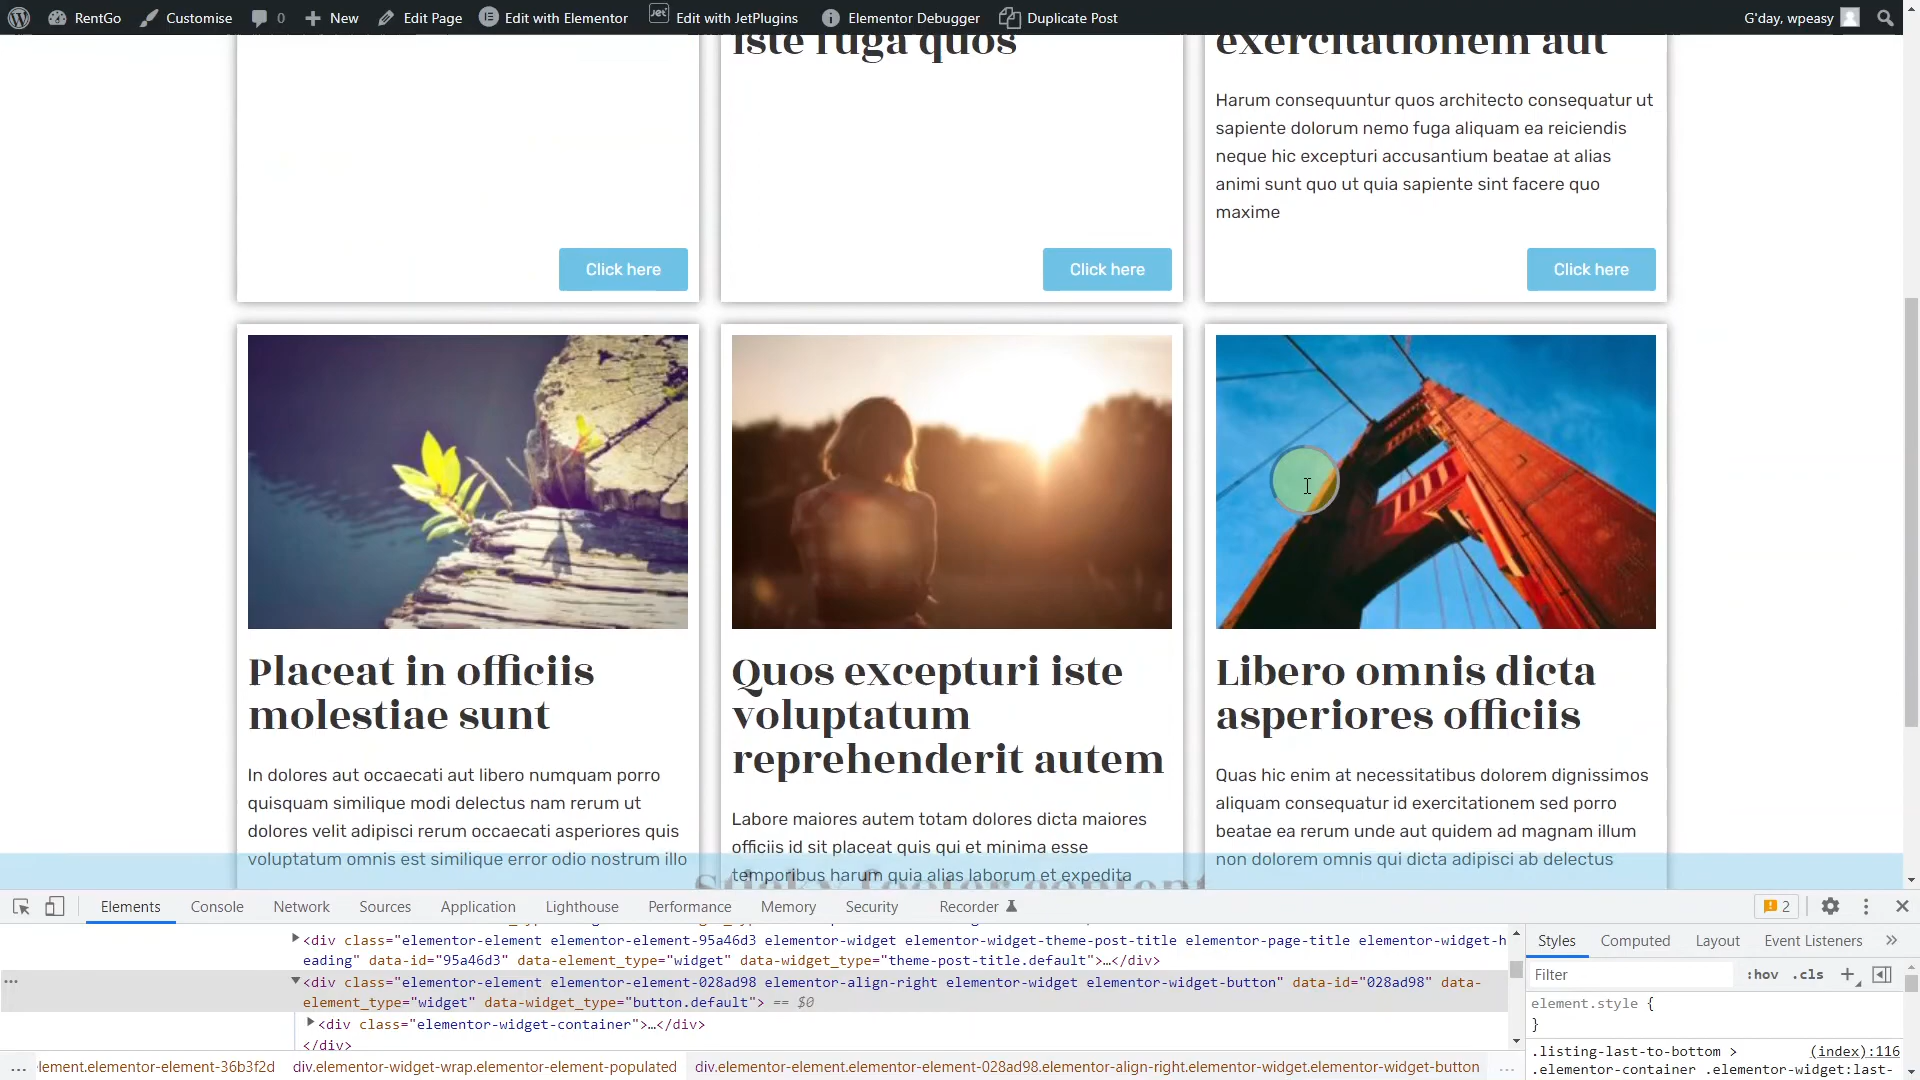 RentGo Customise 0 New Edit Page Edit with Elementor Edit with JetPlugins Elementor Debugger Duplicate Post G'day, wpeasy
iste fuga quos
exercitationem aut
Harum consequuntur quos architecto consequatur ut
sapiente dolorum nemo fuga aliquam ea reiciendis
neque hic excepturi accusantium beatae at alias
animi sunt quo ut quia sapiente sint facere quo
maxime
Click here
Click here
Click here
Placeat in officiis
molestiae sunt
In dolores aut occaecati aut libero numquam porro
quisquam similique modi delectus nam rerum ut
dolores velit adipisci rerum occaecati asperiores quis
voluptatum omnis est similique error odio nostrum illo
Quos excepturi iste
voluptatum
reprehenderit autem
Labore maiores autem totam dolores dicta maiores
officiis id sit placeat quis qui et minima esse
temporibus harum quia alias laborum et expedita
Libero omnis dicta
asperiores officiis
Quas hic enim at necessitatibus dolorem dignissimos
aliquam consequatur id exercitationem sed porro
beatae ea rerum unde aut quidem ad magnam illum
non dolorem omnis qui dicta adipisci ab delectus
Sticky footer content
Elements Console Network Sources Application Lighthouse Performance Memory Security Recorder 2
<div class="elementor-element elementor-element-95a46d3 elementor-widget elementor-widget-theme-post-title elementor-page-title elementor-widget-h
eading" data-id="95a46d3" data-element_type="widget" data-widget_type="theme-post-title.default">…</div>
<div class="elementor-element elementor-element-028ad98 elementor-align-right elementor-widget elementor-widget-button" data-id="028ad98" data-
element_type="widget" data-widget_type="button.default"> == $0
<div class="elementor-widget-container">…</div>
</div>
... lement.elementor-element-36b3f2d div.elementor-widget-wrap.elementor-element-populated div.elementor-element.elementor-element-028ad98.elementor-align-right.elementor-widget.elementor-widget-button ...
Styles Computed Layout Event Listeners »
Filter :hov .cls +
element.style {
}
.listing-last-to-bottom > (index):116
.elementor-container .elementor-widget:last-